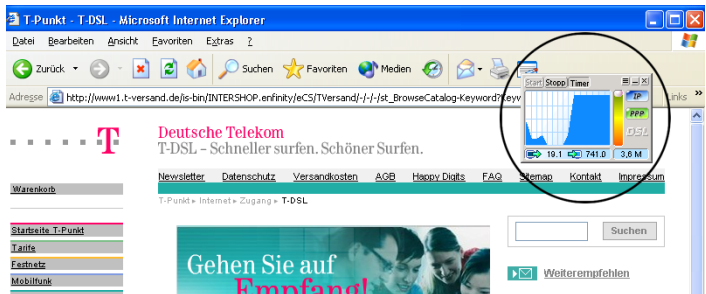 T-Punkt - T-DSL - Microsoft Internet Explorer
Datei Bearbeiten Ansicht Favoriten Extras ?
Zurück Suchen Favoriten Medien
Start Stopp Timer
Adresse http://www1.t-versand.de/is-bin/INTERSHOP.enfinity/eCS/TVersand/-/-/-/st_BrowseCatalog-Keyword?Keyw
IP
PPP
DSL
19.1 741.0 3,6 M
T
Deutsche Telekom
T-DSL – Schneller surfen. Schöner Surfen.
Newsletter Datenschutz Versandkosten AGB Happy Digits FAQ Sitemap Kontakt Impressum
Warenkorb
T-Punkt Internet Zugang T-DSL
Startseite T-Punkt
Suchen
Tarife
Festnetz
Mobilfunk
Gehen Sie auf
Empfang!
Weiterempfehlen